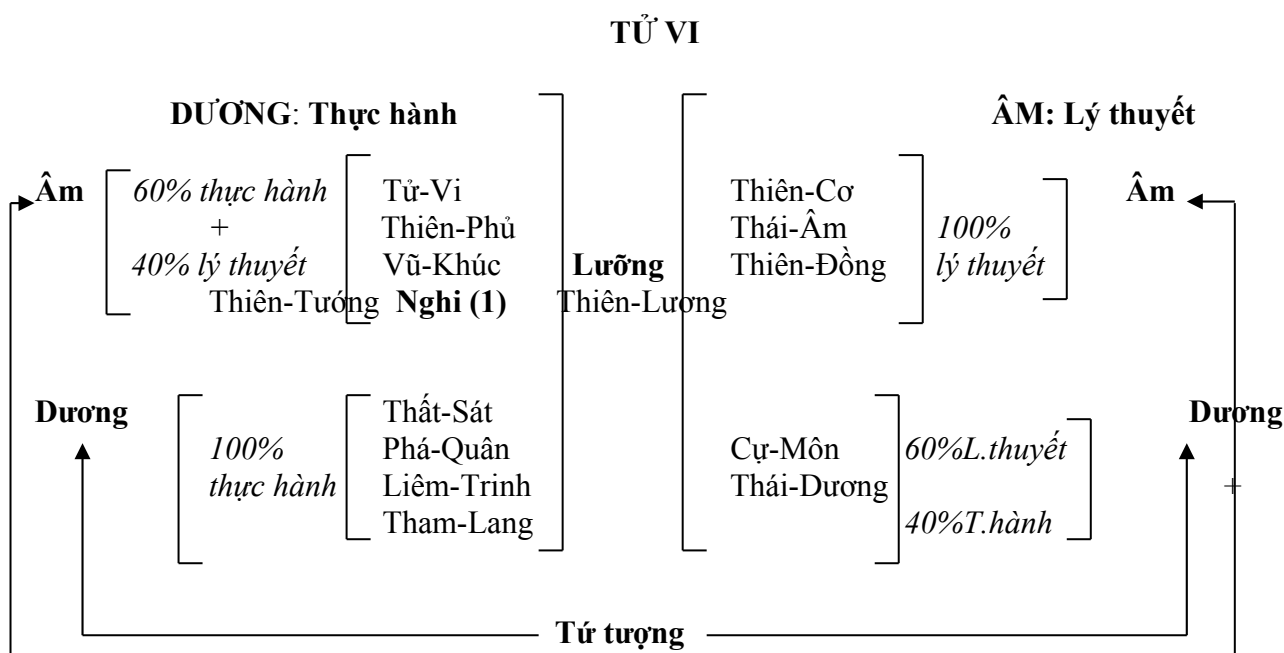 TỬ VI
DƯƠNG: Thực hành ÂM: Lý thuyết
Âm 60% thực hành Tử-Vi Thiên-Cơ Âm
+ Thiên-Phủ Thái-Âm 100%
40% lý thuyết Vũ-Khúc Lưỡng Thiên-Đồng lý thuyết
Thiên-Tướng Nghi (1) Thiên-Lương
Dương Thất-Sát Dương
100% Phá-Quân Cự-Môn 60%L.thuyết
thực hành Liêm-Trinh Thái-Dương +
Tham-Lang 40%T.hành
Tứ tượng